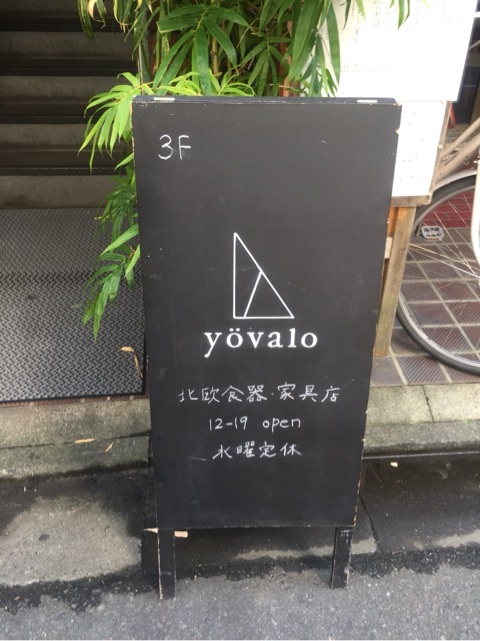 3F
yövalo
北欧食器・家具店
12-19 open
水曜定休